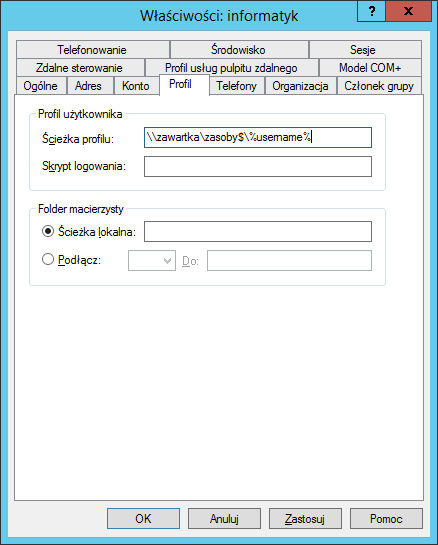 Właściwości: informatyk
?
x
Telefonowanie
Środowisko
Sesje
Zdalne sterowanie
Profil usług pulpitu zdalnego
Model COM+
Ogólne
Adres
Konto
Profil
Telefony
Organizacja
Członek grupy
Profil użytkownika
Ścieżka profilu: \\zawartka\zasoby$\%username%
Skrypt logowania:
Folder macierzysty
Ścieżka lokalna:
Podłącz: Do:
OK
Anuluj
Zastosuj
Pomoc